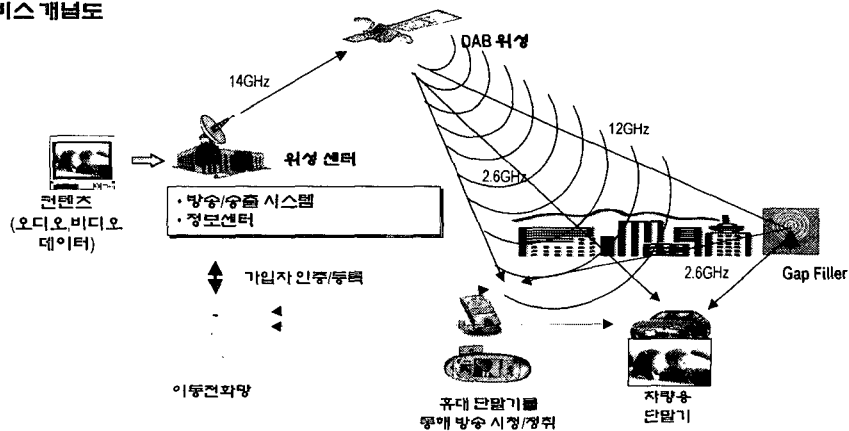 비스 개념도
DAB 위성
14GHz
12GHz
위성 센터
2.6GHz
컨텐츠
(오디오,비디오
데이터)
· 방송/송출 시스템
· 정보센터
2.6GHz
Gap Filler
가입자 인증/등록
이동전화망
휴대 단말기를
통해 방송 시청/청취
차량용
단말기